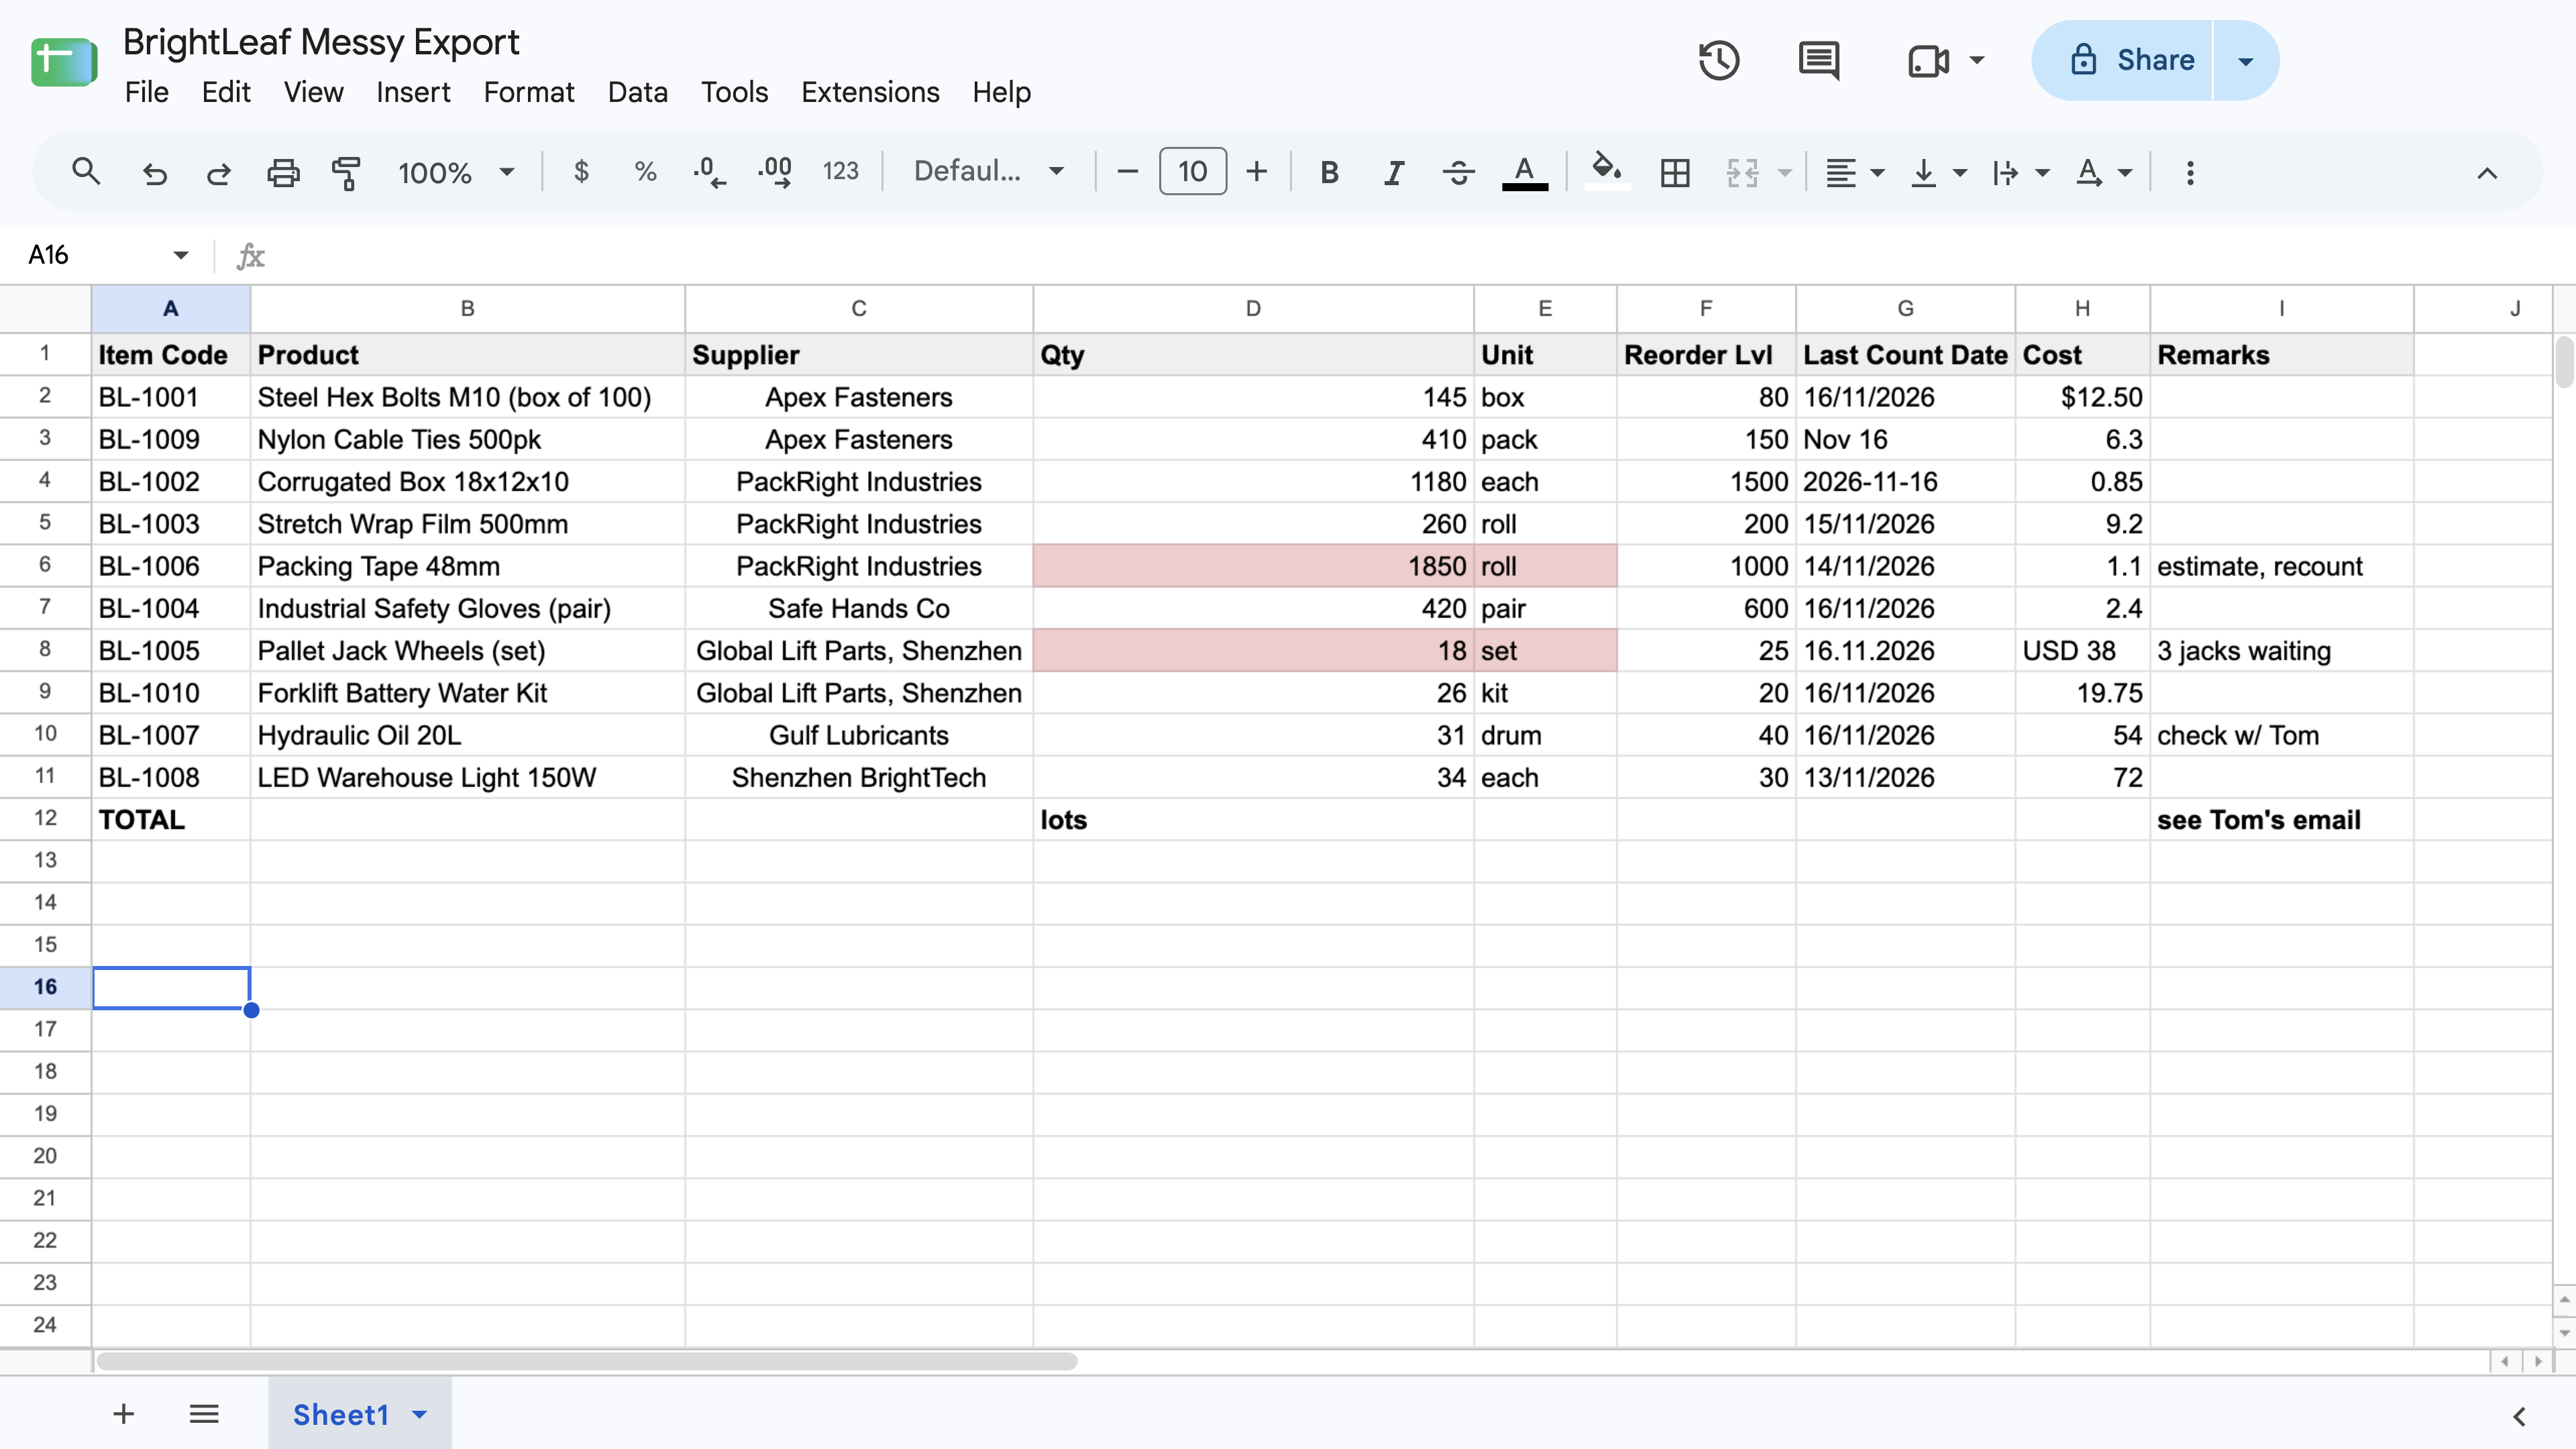 BrightLeaf Messy Export
File Edit View Insert Format Data Tools Extensions Help
Share
100% $ % .0 .00 123 Defaul... 10 B I A A
A16 fx
A B C D E F G H I J
1 Item Code Product Supplier Qty Unit Reorder Lvl Last Count Date Cost Remarks
2 BL-1001 Steel Hex Bolts M10 (box of 100) Apex Fasteners 145 box 80 16/11/2026 $12.50
3 BL-1009 Nylon Cable Ties 500pk Apex Fasteners 410 pack 150 Nov 16 6.3
4 BL-1002 Corrugated Box 18x12x10 PackRight Industries 1180 each 1500 2026-11-16 0.85
5 BL-1003 Stretch Wrap Film 500mm PackRight Industries 260 roll 200 15/11/2026 9.2
6 BL-1006 Packing Tape 48mm PackRight Industries 1850 roll 1000 14/11/2026 1.1 estimate, recount
7 BL-1004 Industrial Safety Gloves (pair) Safe Hands Co 420 pair 600 16/11/2026 2.4
8 BL-1005 Pallet Jack Wheels (set) Global Lift Parts, Shenzhen 18 set 25 16.11.2026 USD 38 3 jacks waiting
9 BL-1010 Forklift Battery Water Kit Global Lift Parts, Shenzhen 26 kit 20 16/11/2026 19.75
10 BL-1007 Hydraulic Oil 20L Gulf Lubricants 31 drum 40 16/11/2026 54 check w/ Tom
11 BL-1008 LED Warehouse Light 150W Shenzhen BrightTech 34 each 30 13/11/2026 72
12 TOTAL lots see Tom's email
13
14
15
16
17
18
19
20
21
22
23
24
Sheet1